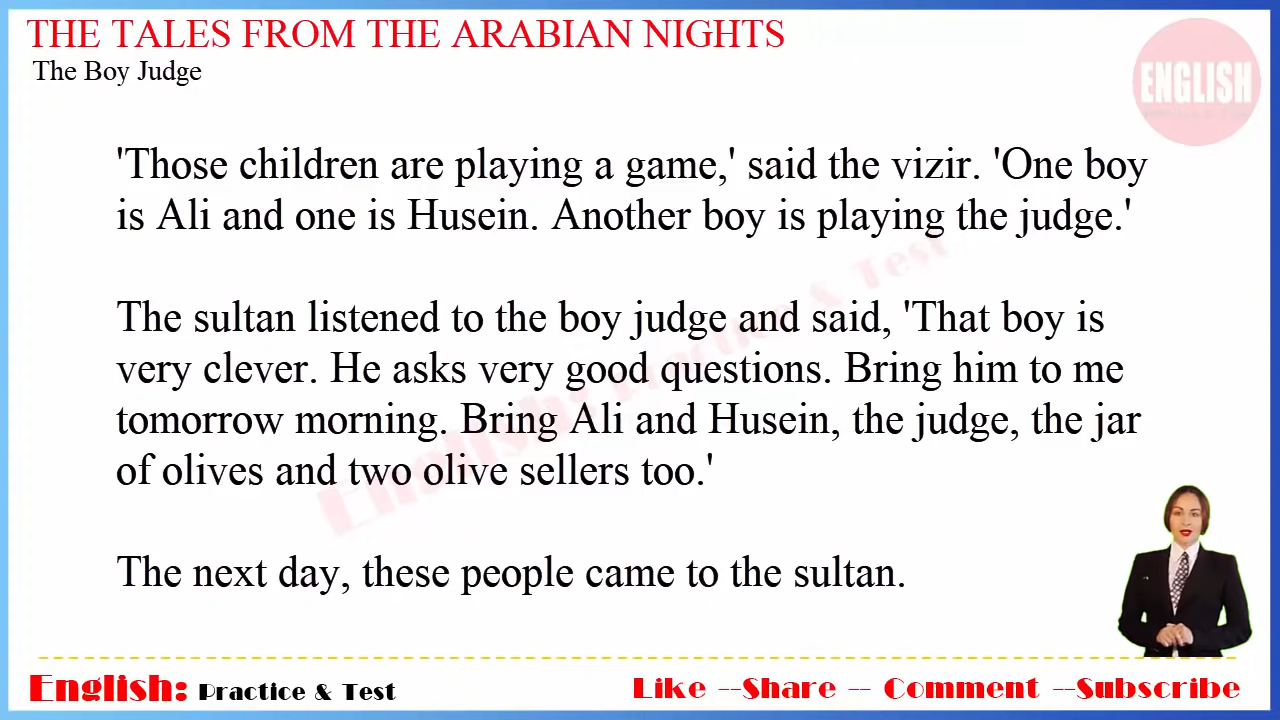 THE TALES FROM THE ARABIAN NIGHTS
The Boy Judge
ENGLISH
'Those children are playing a game,' said the vizir. 'One boy
is Ali and one is Husein. Another boy is playing the judge.'
The sultan listened to the boy judge and said, 'That boy is
very clever. He asks very good questions. Bring him to me
tomorrow morning. Bring Ali and Husein, the judge, the jar
of olives and two olive sellers too.'
The next day, these people came to the sultan.
English: Practice & Test
English: Practice & Test
Like --Share -- Comment --Subscribe